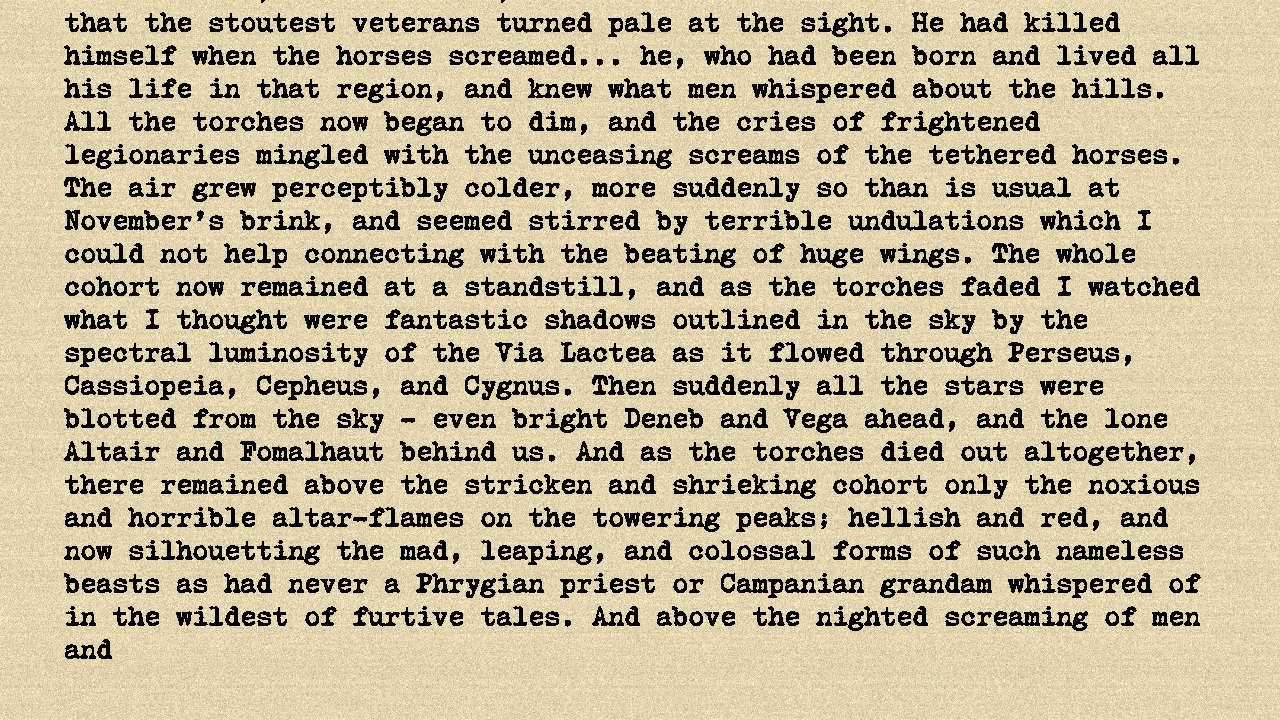 that the stoutest veterans turned pale at the sight. He had killed
himself when the horses screamed... he, who had been born and lived all
his life in that region, and knew what men whispered about the hills.
All the torches now began to dim, and the cries of frightened
legionaries mingled with the unceasing screams of the tethered horses.
The air grew perceptibly colder, more suddenly so than is usual at
November's brink, and seemed stirred by terrible undulations which I
could not help connecting with the beating of huge wings. The whole
cohort now remained at a standstill, and as the torches faded I watched
what I thought were fantastic shadows outlined in the sky by the
spectral luminosity of the Via Lactea as it flowed through Perseus,
Cassiopeia, Cepheus, and Cygnus. Then suddenly all the stars were
blotted from the sky – even bright Deneb and Vega ahead, and the lone
Altair and Fomalhaut behind us. And as the torches died out altogether,
there remained above the stricken and shrieking cohort only the noxious
and horrible altar-flames on the towering peaks; hellish and red, and
now silhouetting the mad, leaping, and colossal forms of such nameless
beasts as had never a Phrygian priest or Campanian grandam whispered of
in the wildest of furtive tales. And above the nighted screaming of men
and